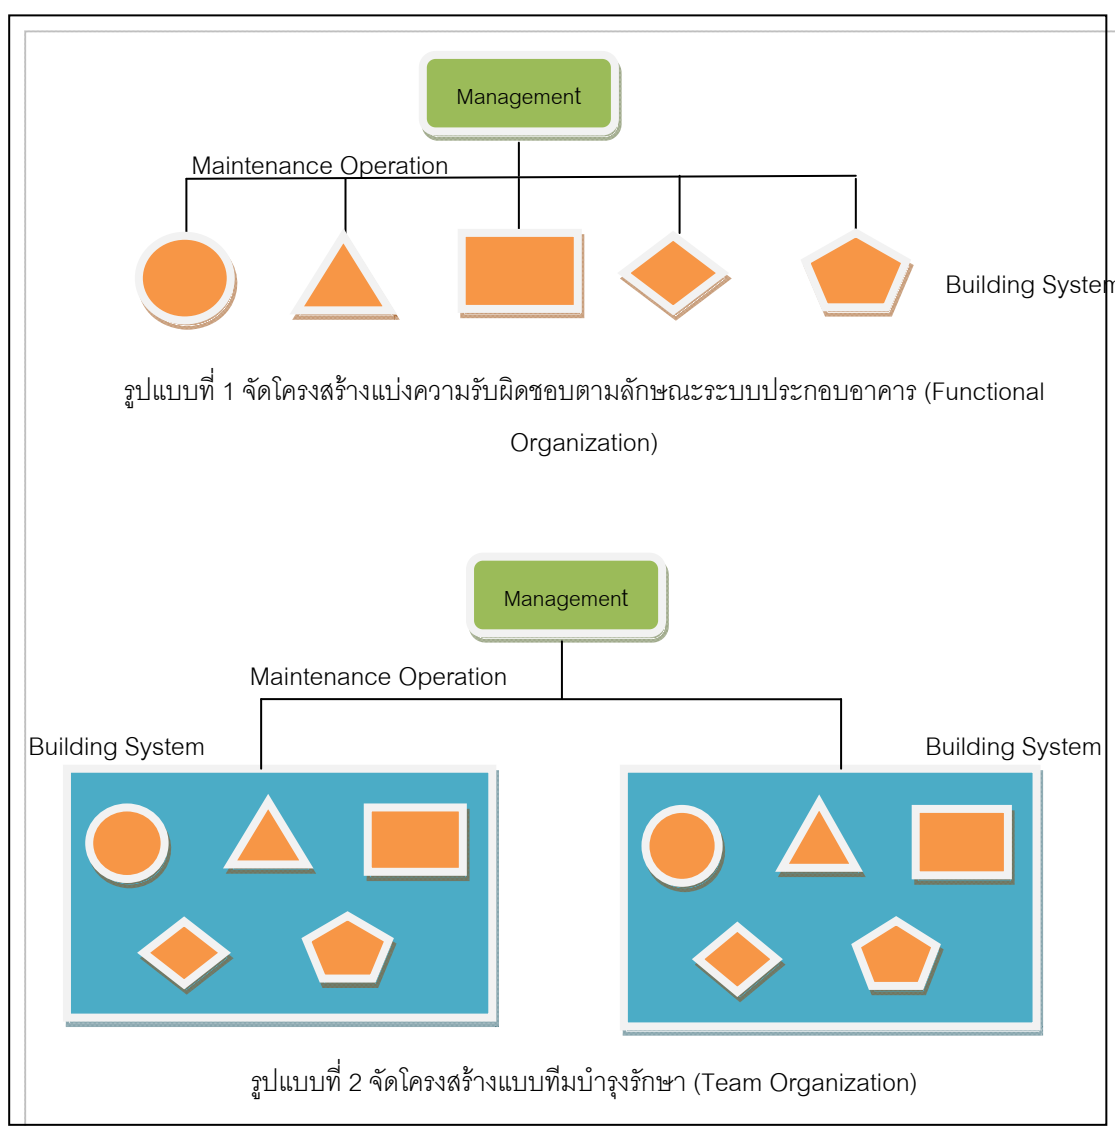 Management
Maintenance Operation
Building System
รูปแบบที่ 1 จัดโครงสร้างแบ่งความรับผิดชอบตามลักษณะระบบประกอบอาคาร (Functional
Organization)
Management
Maintenance Operation
Building System
Building System
รูปแบบที่ 2 จัดโครงสร้างแบบทีมบำรุงรักษา (Team Organization)